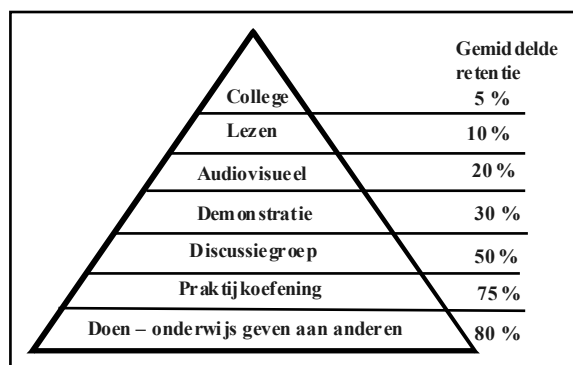 Gemiddelde
retentie
College 5 %
Lezen 10 %
Audiovisueel 20 %
Demonstratie 30 %
Discussiegroep 50 %
Praktijkoefening 75 %
Doen – onderwijs geven aan anderen 80 %